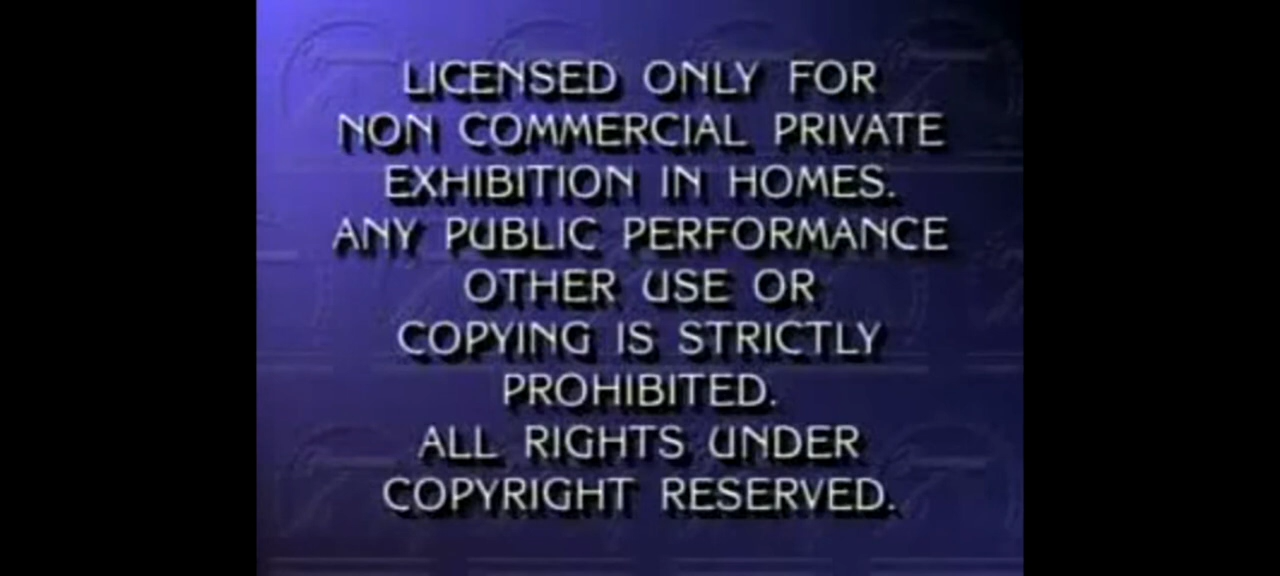 LICENSED ONLY FOR
NON COMMERCIAL PRIVATE
EXHIBITION IN HOMES.
ANY PUBLIC PERFORMANCE
OTHER USE OR
COPYING IS STRICTLY
PROHIBITED.
ALL RIGHTS UNDER
COPYRIGHT RESERVED.